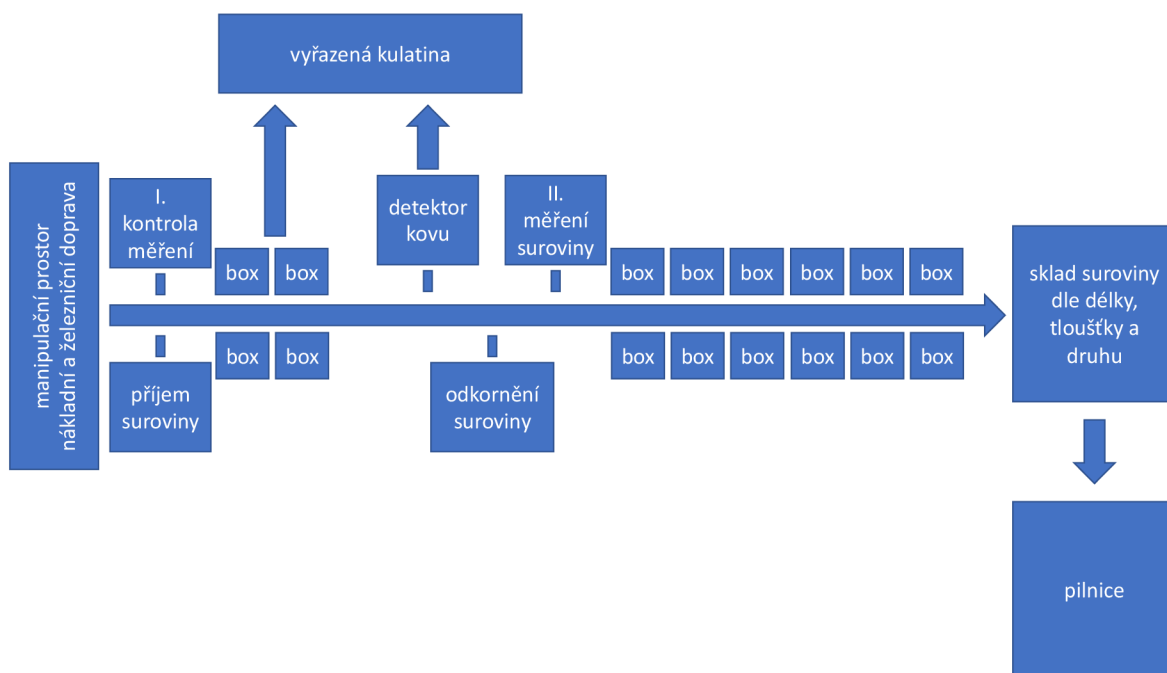 vyřazená kulatina
manipulační prostor
nákladní a železniční doprava
I.
kontrola
měření
detektor
kovu
II.
měření
suroviny
box
box
box
box
box
box
box
box
sklad suroviny
dle délky,
tloušťky a
druhu
box
box
box
box
box
box
box
box
příjem
suroviny
odkornění
suroviny
pilnice